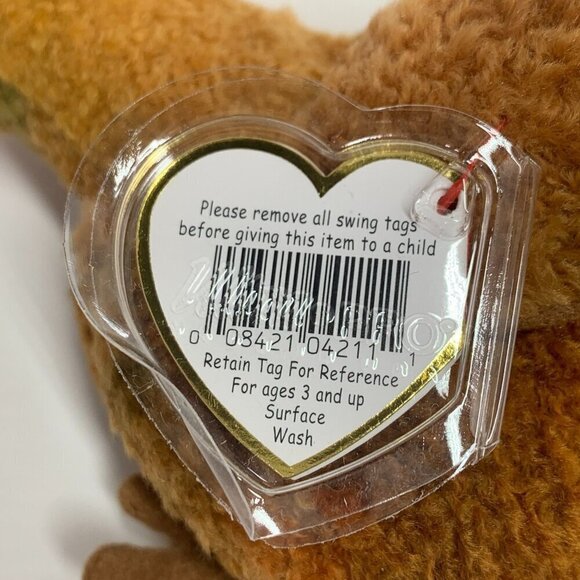 Please remove all swing tags
before giving this item to a child
0 08421 04211 1
Retain Tag For Reference
For ages 3 and up
Surface
Wash